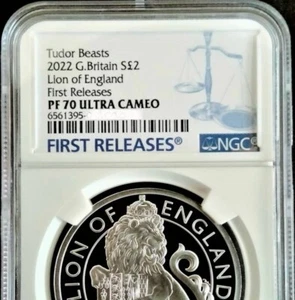 Tudor Beasts
2022 G.Britain S£2
Lion of England
First Releases
PF 70 ULTRA CAMEO
6561395-
FIRST RELEASES®
NGC®
LION OF ENGLAND